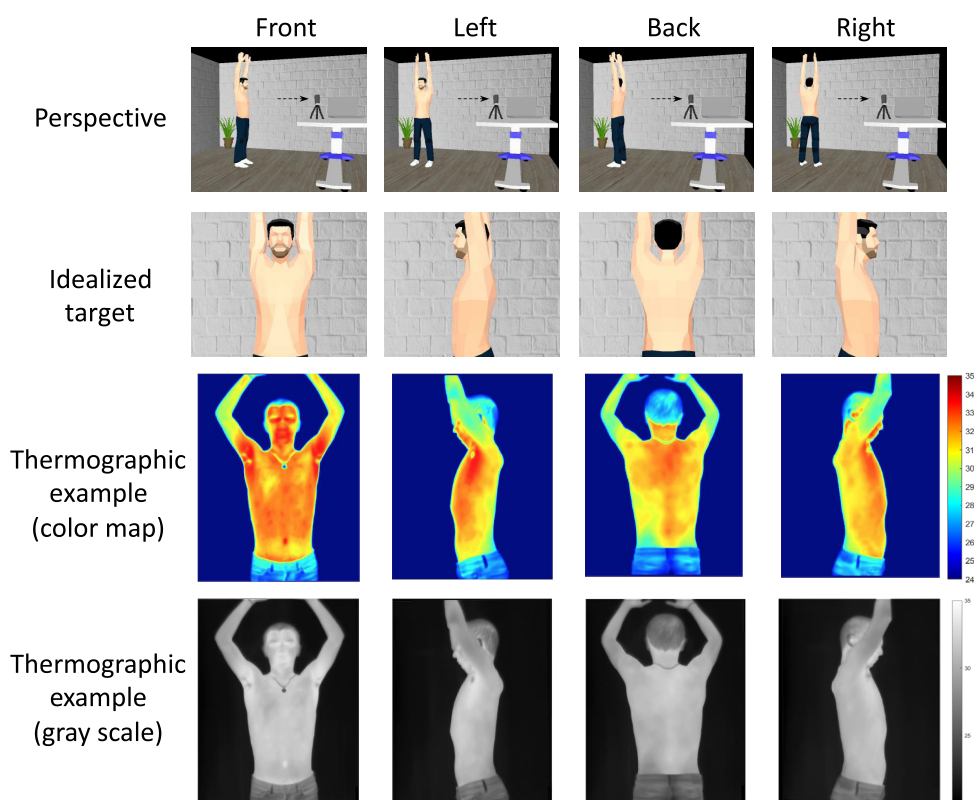 Front Left Back Right
Perspective
Idealized
target
Thermographic
example
(color map)
35
34
33
32
31
30
29
28
27
26
25
24
Thermographic
example
(gray scale)
35
30
25